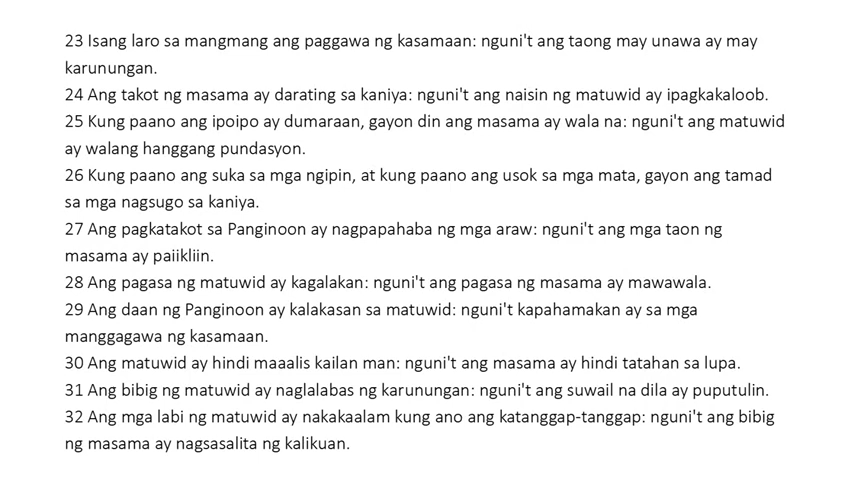 23 Isang laro sa mangmang ang paggawa ng kasamaan: nguni't ang taong may unawa ay may
karunungan.
24 Ang takot ng masama ay darating sa kaniya: nguni't ang naisin ng matuwid ay ipagkakaloob.
25 Kung paano ang ipoipo ay dumaraan, gayon din ang masama ay wala na: nguni't ang matuwid
ay walang hanggang pundasyon.
26 Kung paano ang suka sa mga ngipin, at kung paano ang usok sa mga mata, gayon ang tamad
sa mga nagsugo sa kaniya.
27 Ang pagkatakot sa Panginoon ay nagpapahaba ng mga araw: nguni't ang mga taon ng
masama ay paiikliin.
28 Ang pagasa ng matuwid ay kagalakan: nguni't ang pagasa ng masama ay mawawala.
29 Ang daan ng Panginoon ay kalakasan sa matuwid: nguni't kapahamakan ay sa mga
manggagawa ng kasamaan.
30 Ang matuwid ay hindi maaalis kailan man: nguni't ang masama ay hindi tatahan sa lupa.
31 Ang bibig ng matuwid ay naglalabas ng karunungan: nguni't ang suwail na dila ay puputulin.
32 Ang mga labi ng matuwid ay nakakaalam kung ano ang katanggap-tanggap: nguni't ang bibig
ng masama ay nagsasalita ng kalikuan.